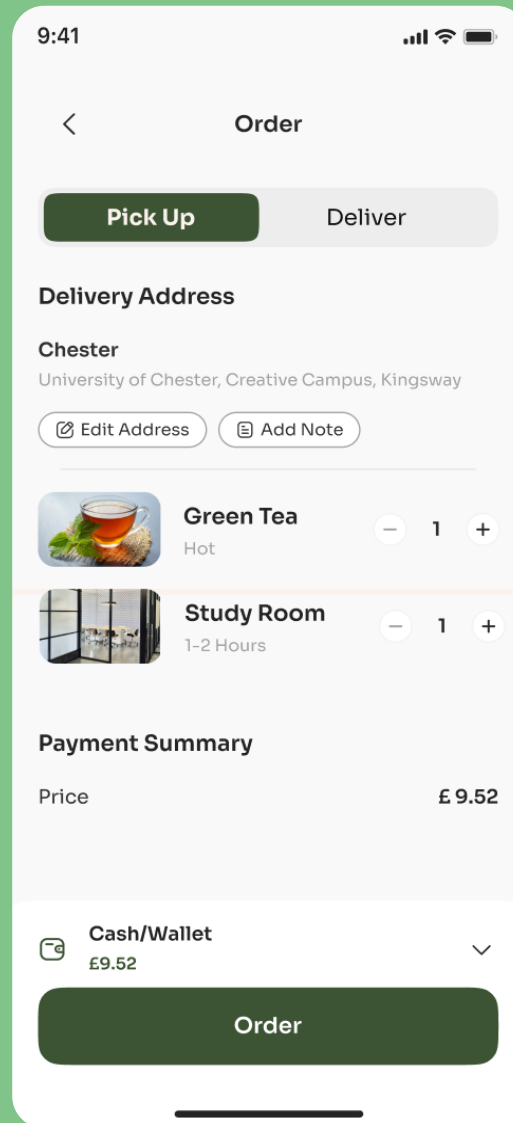 9:41
Order
Pick Up Deliver
Delivery Address
Chester
University of Chester, Creative Campus, Kingsway
Edit Address Add Note
Green Tea
Hot
1
Study Room
1-2 Hours
1
Payment Summary
Price £ 9.52
Cash/Wallet
£9.52
Order